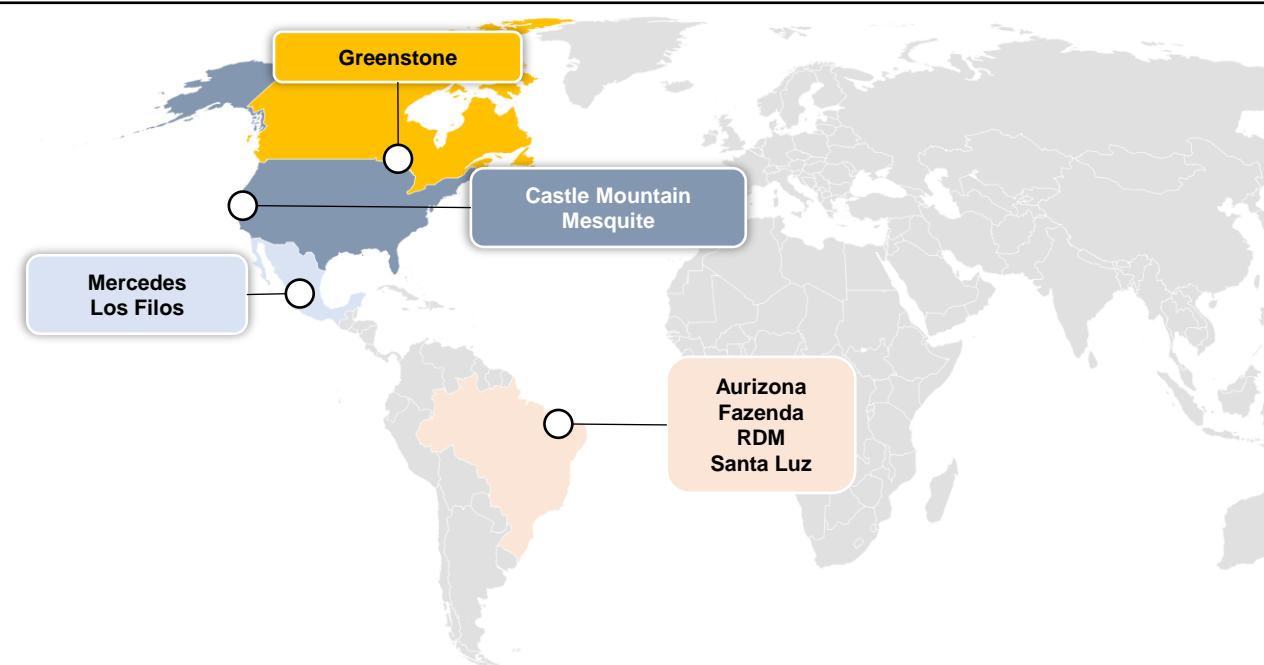 Greenstone
Castle Mountain
Mesquite
Mercedes
Los Filos
Aurizona
Fazenda
RDM
Santa Luz